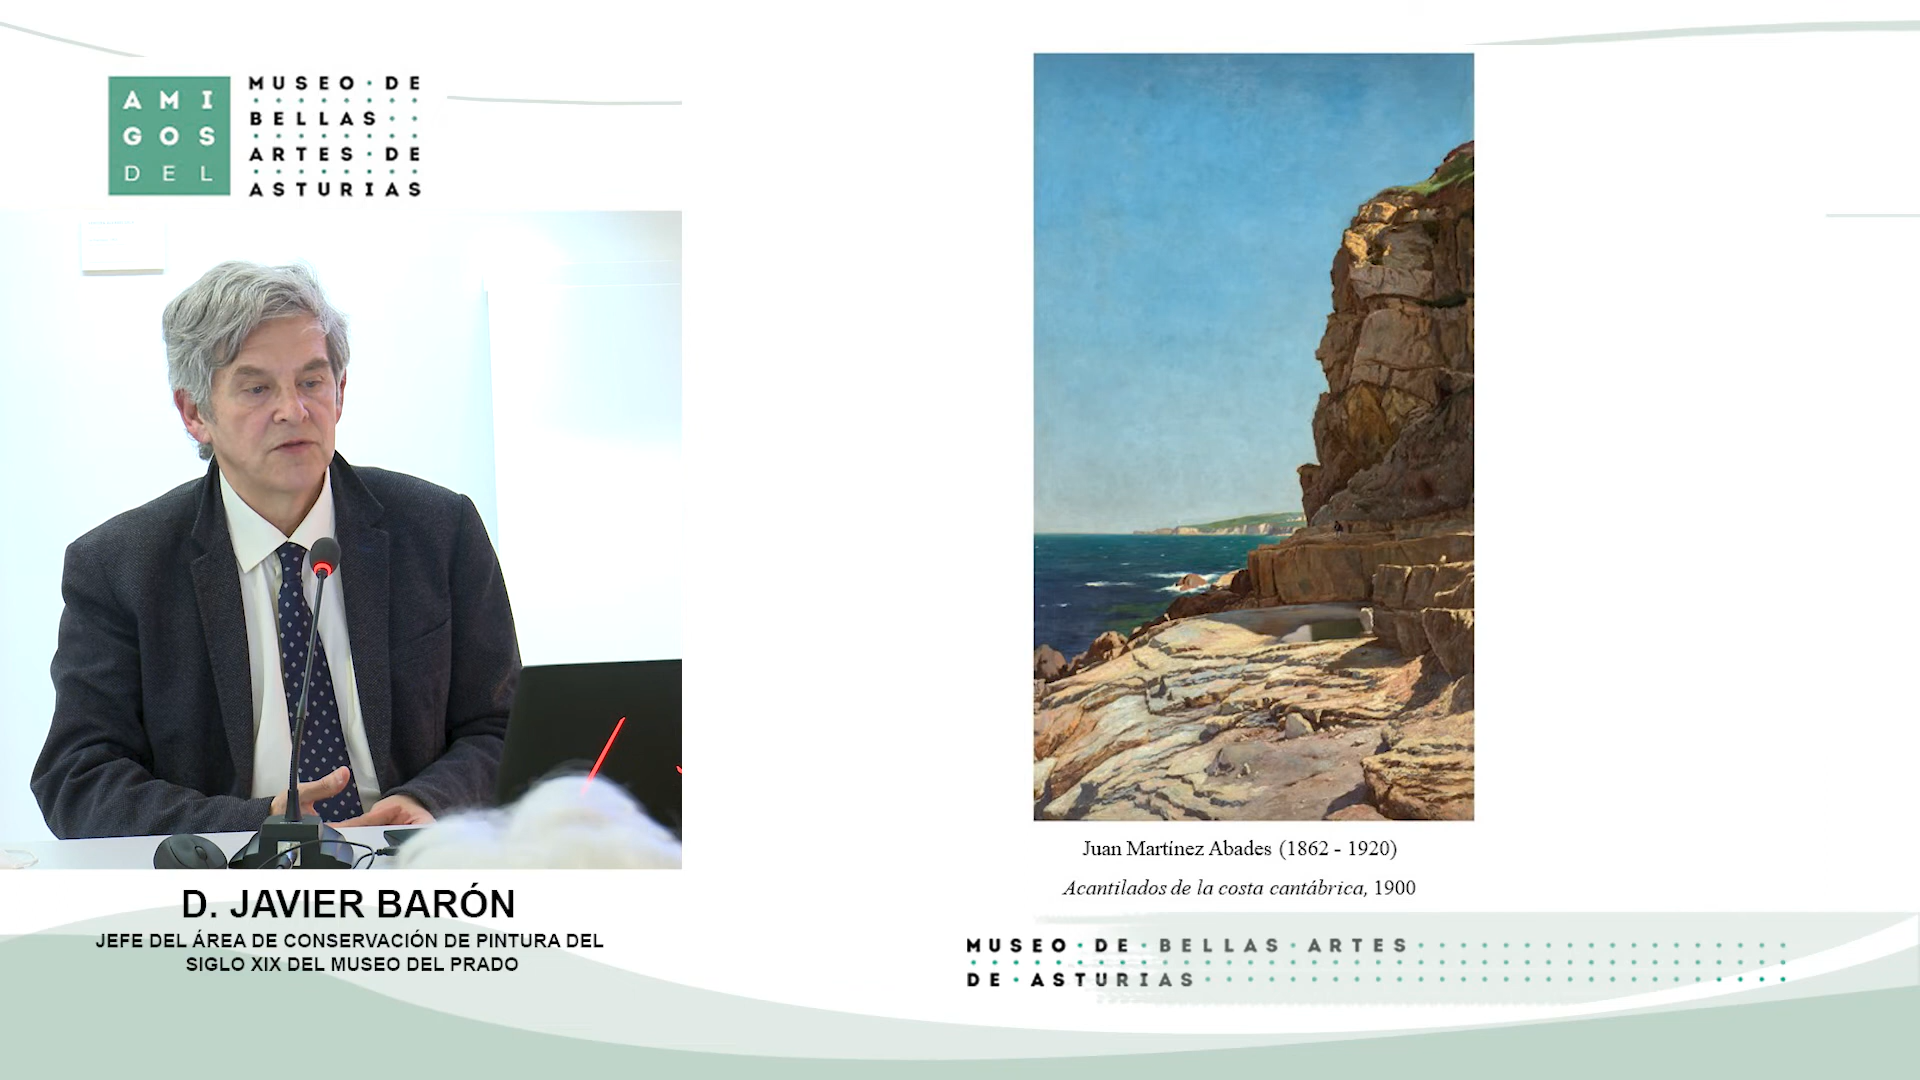 AMI
GOS
DEL
MUSEO·DE
BELLAS
ARTES·DE
ASTURIAS
D. JAVIER BARÓN
JEFE DEL ÁREA DE CONSERVACIÓN DE PINTURA DEL
SIGLO XIX DEL MUSEO DEL PRADO
Juan Martínez Abades (1862 - 1920)
Acantilados de la costa cantábrica, 1900
MUSEO·DE·BELLAS·ARTES
DE·ASTURIAS